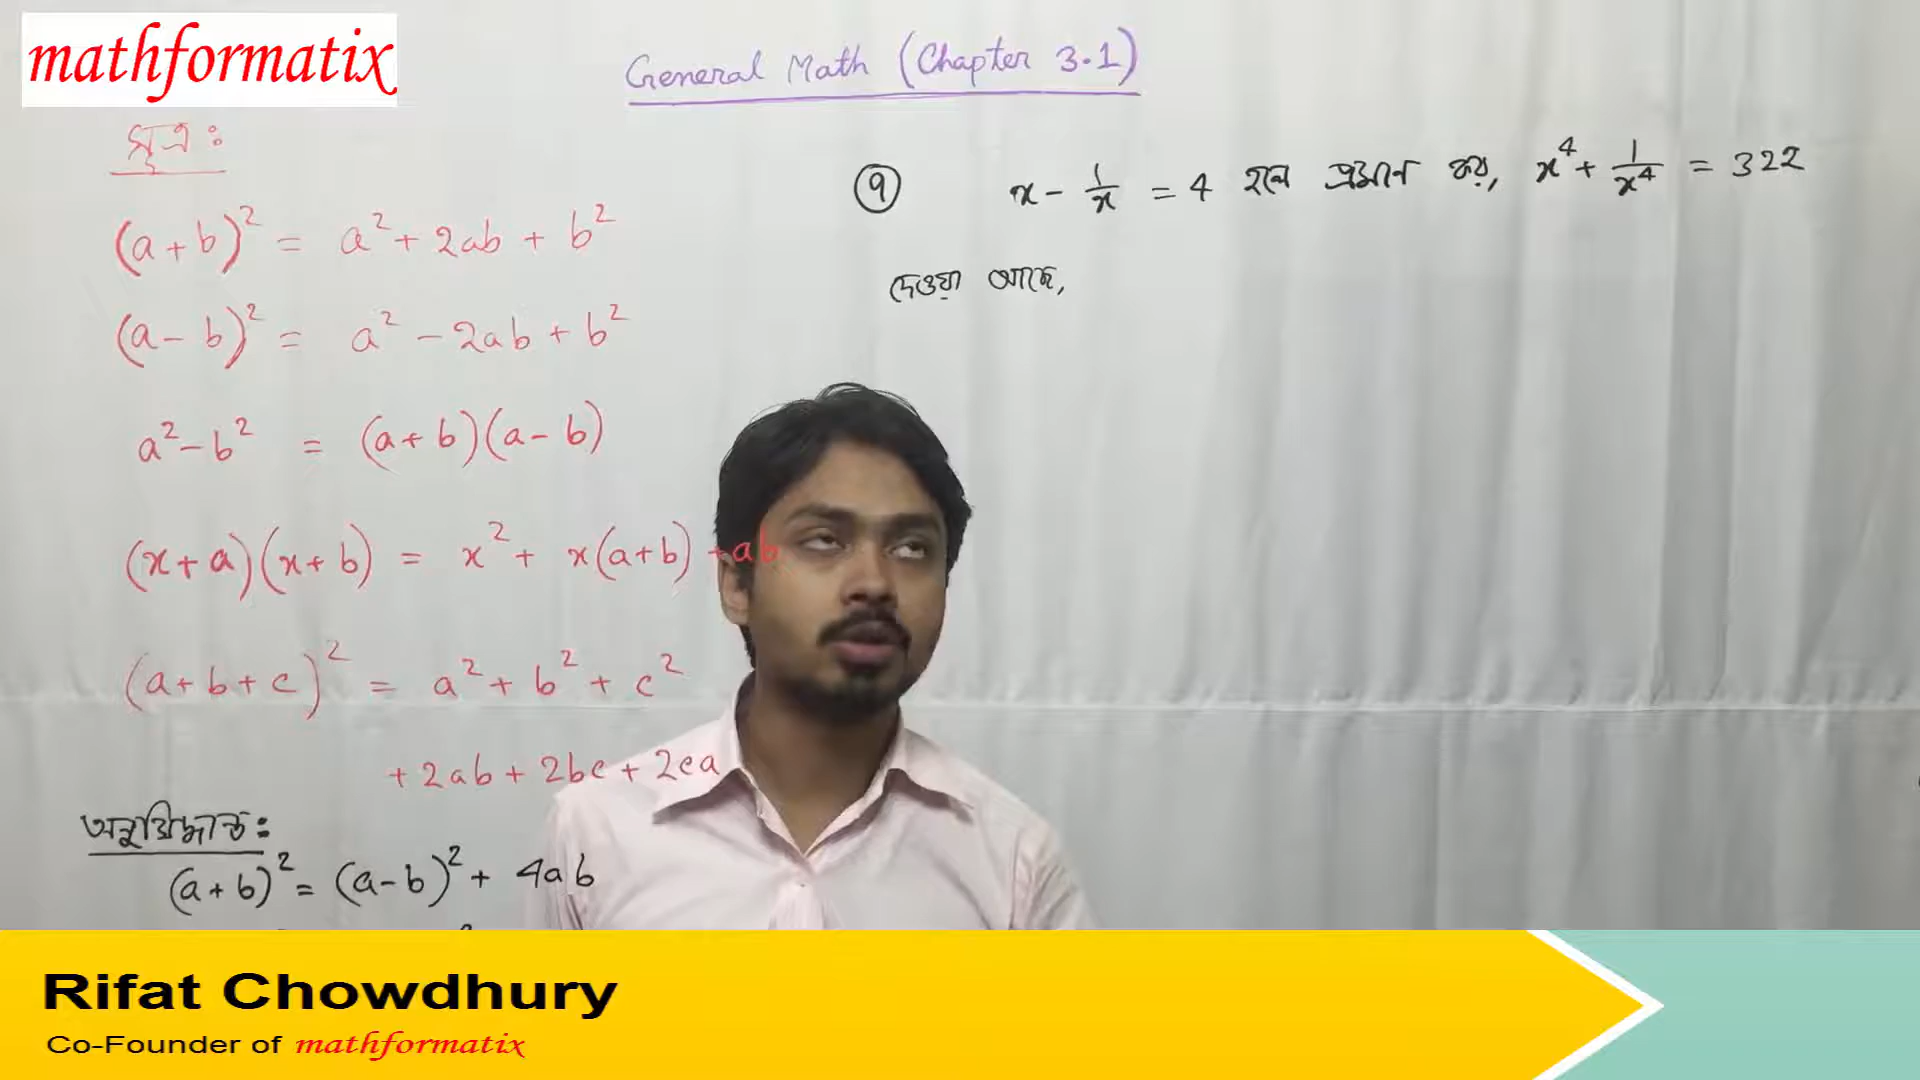 mathformatix
General Math (Chapter 3.1)
সূত্র :
(a+b)² = a² + 2ab + b²
(a-b)² = a² - 2ab + b²
a² - b² = (a+b)(a-b)
(x+a)(x+b) = x² + x(a+b) + ab
(a+b+c)² = a² + b² + c²
+ 2ab + 2bc + 2ca
অনুসিদ্ধান্ত :
(a+b)² = (a-b)² + 4ab
৭ x - 1/x = 4 হলে প্রমান কর, x⁴ + 1/x⁴ = 322
দেওয়া আছে,
Rifat Chowdhury
Co-Founder of mathformatix